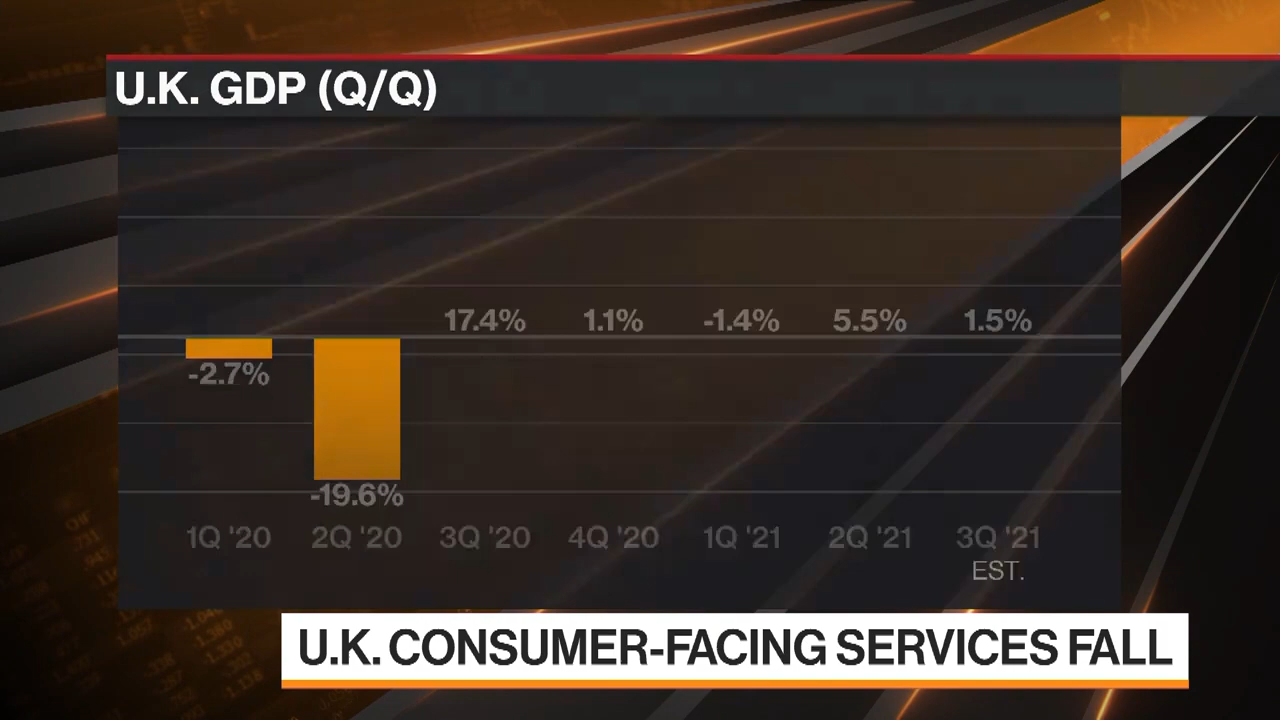 U.K. GDP (Q/Q)
17.4% 1.1% -1.4% 5.5% 1.5%
-2.7%
-19.6%
1Q '20 2Q '20 3Q '20 4Q '20 1Q '21 2Q '21 3Q '21
EST.
U.K. CONSUMER-FACING SERVICES FALL